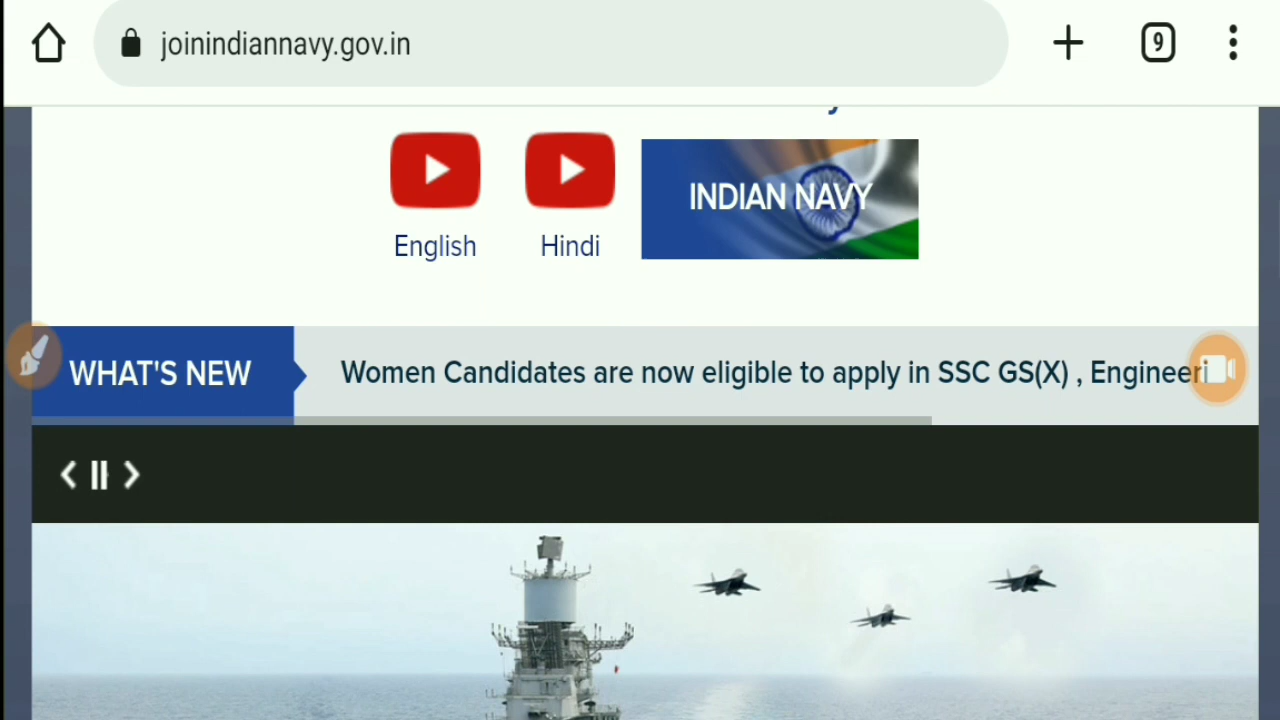 joinindiannavy.gov.in
9
English
Hindi
INDIAN NAVY
WHAT'S NEW
Women Candidates are now eligible to apply in SSC GS(X) , Engineeri